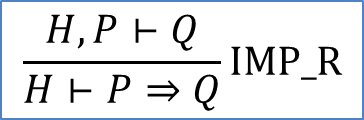 H, P ⊢ Q
IMP_R
H ⊢ P ⇒ Q